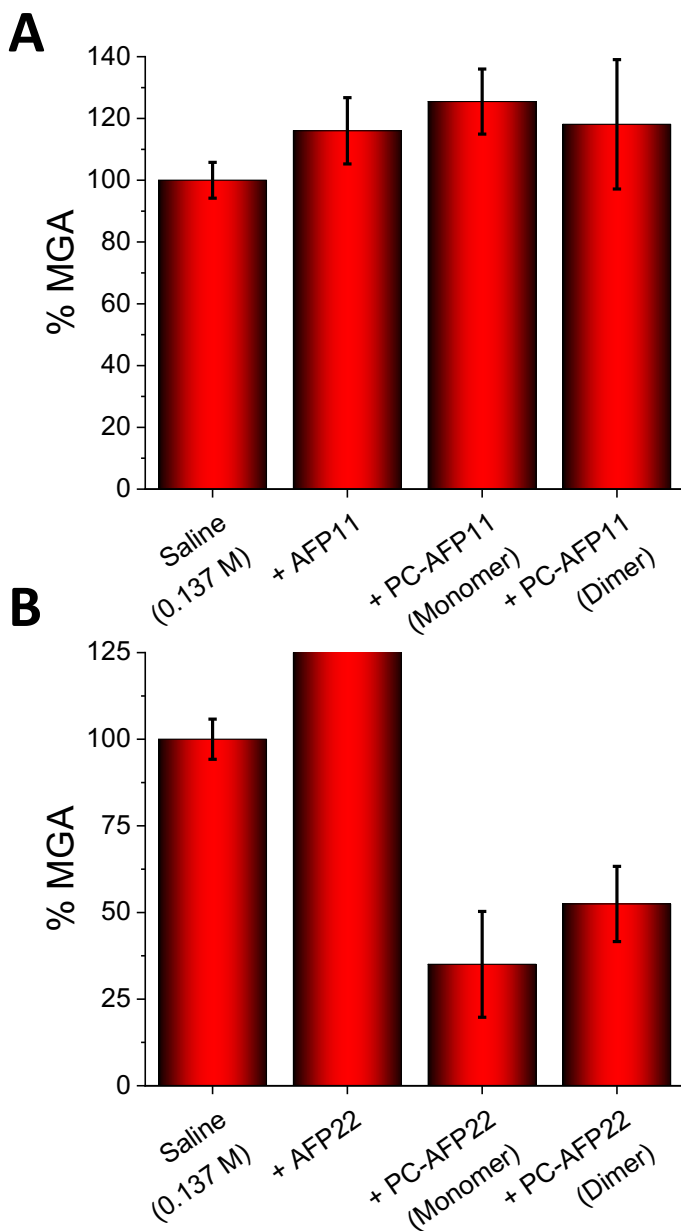 A
140
120
100
80
60
40
20
0
% MGA
Saline
(0.137 M)
+ AFP11
+ PC-AFP11
(Monomer)
+ PC-AFP11
(Dimer)
B
125
100
75
50
25
0
% MGA
Saline
(0.137 M)
+ AFP22
+ PC-AFP22
(Monomer)
+ PC-AFP22
(Dimer)